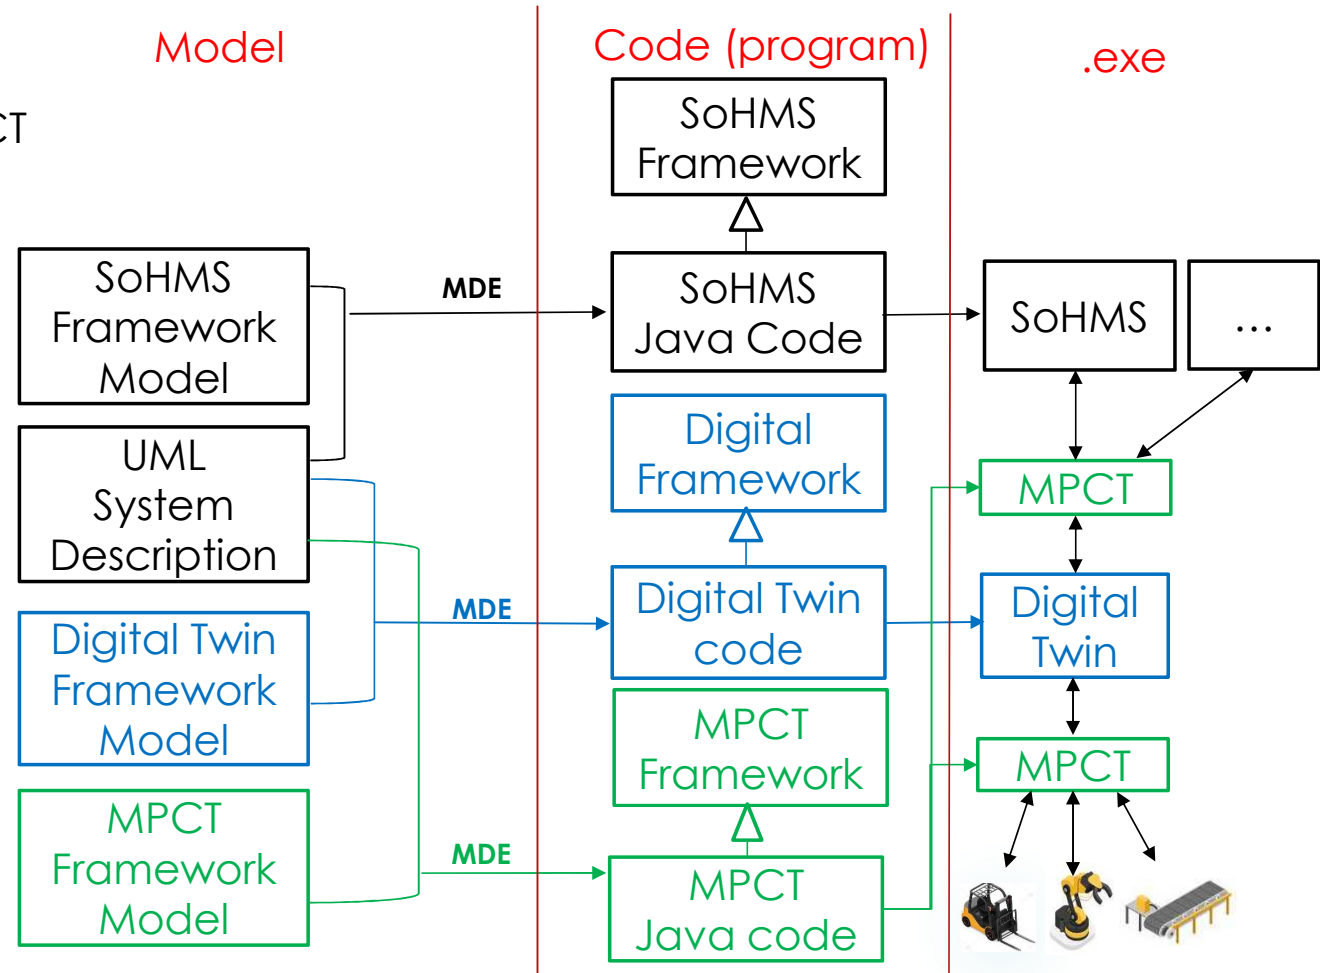 Model
Code (program)
.exe
CT
SoHMS
Framework
SoHMS
Framework
Model
MDE
SoHMS
Java Code
SoHMS
...
UML
System
Description
Digital
Framework
MPCT
Digital Twin
Framework
Model
MDE
Digital Twin
code
Digital
Twin
MPCT
Framework
MPCT
MPCT
Framework
Model
MDE
MPCT
Java code